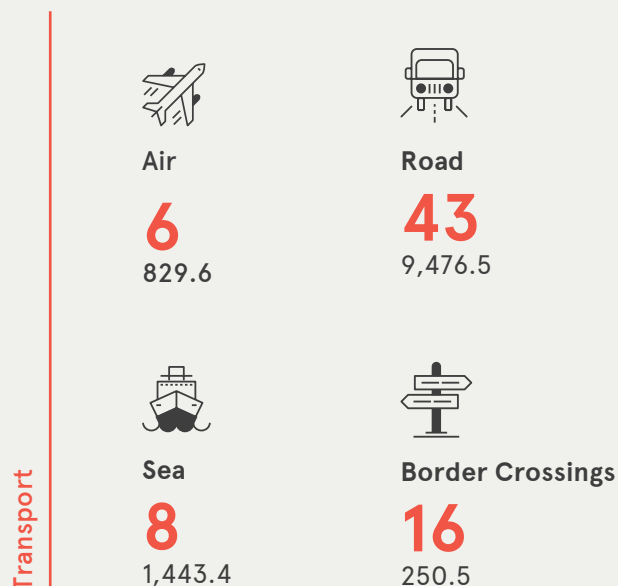 Air
6
829.6
Road
43
9,476.5
Sea
8
1,443.4
Border Crossings
16
250.5
Transport